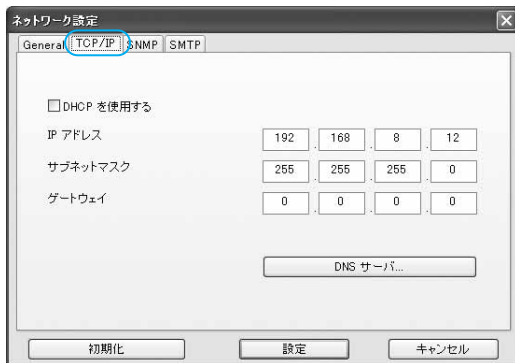 ネットワーク設定
General TCP/IP SNMP SMTP
DHCP を使用する
IP アドレス 192 . 168 . 8 . 12
サブネットマスク 255 . 255 . 255 . 0
ゲートウェイ 0 . 0 . 0 . 0
DNS サーバ...
初期化 設定 キャンセル